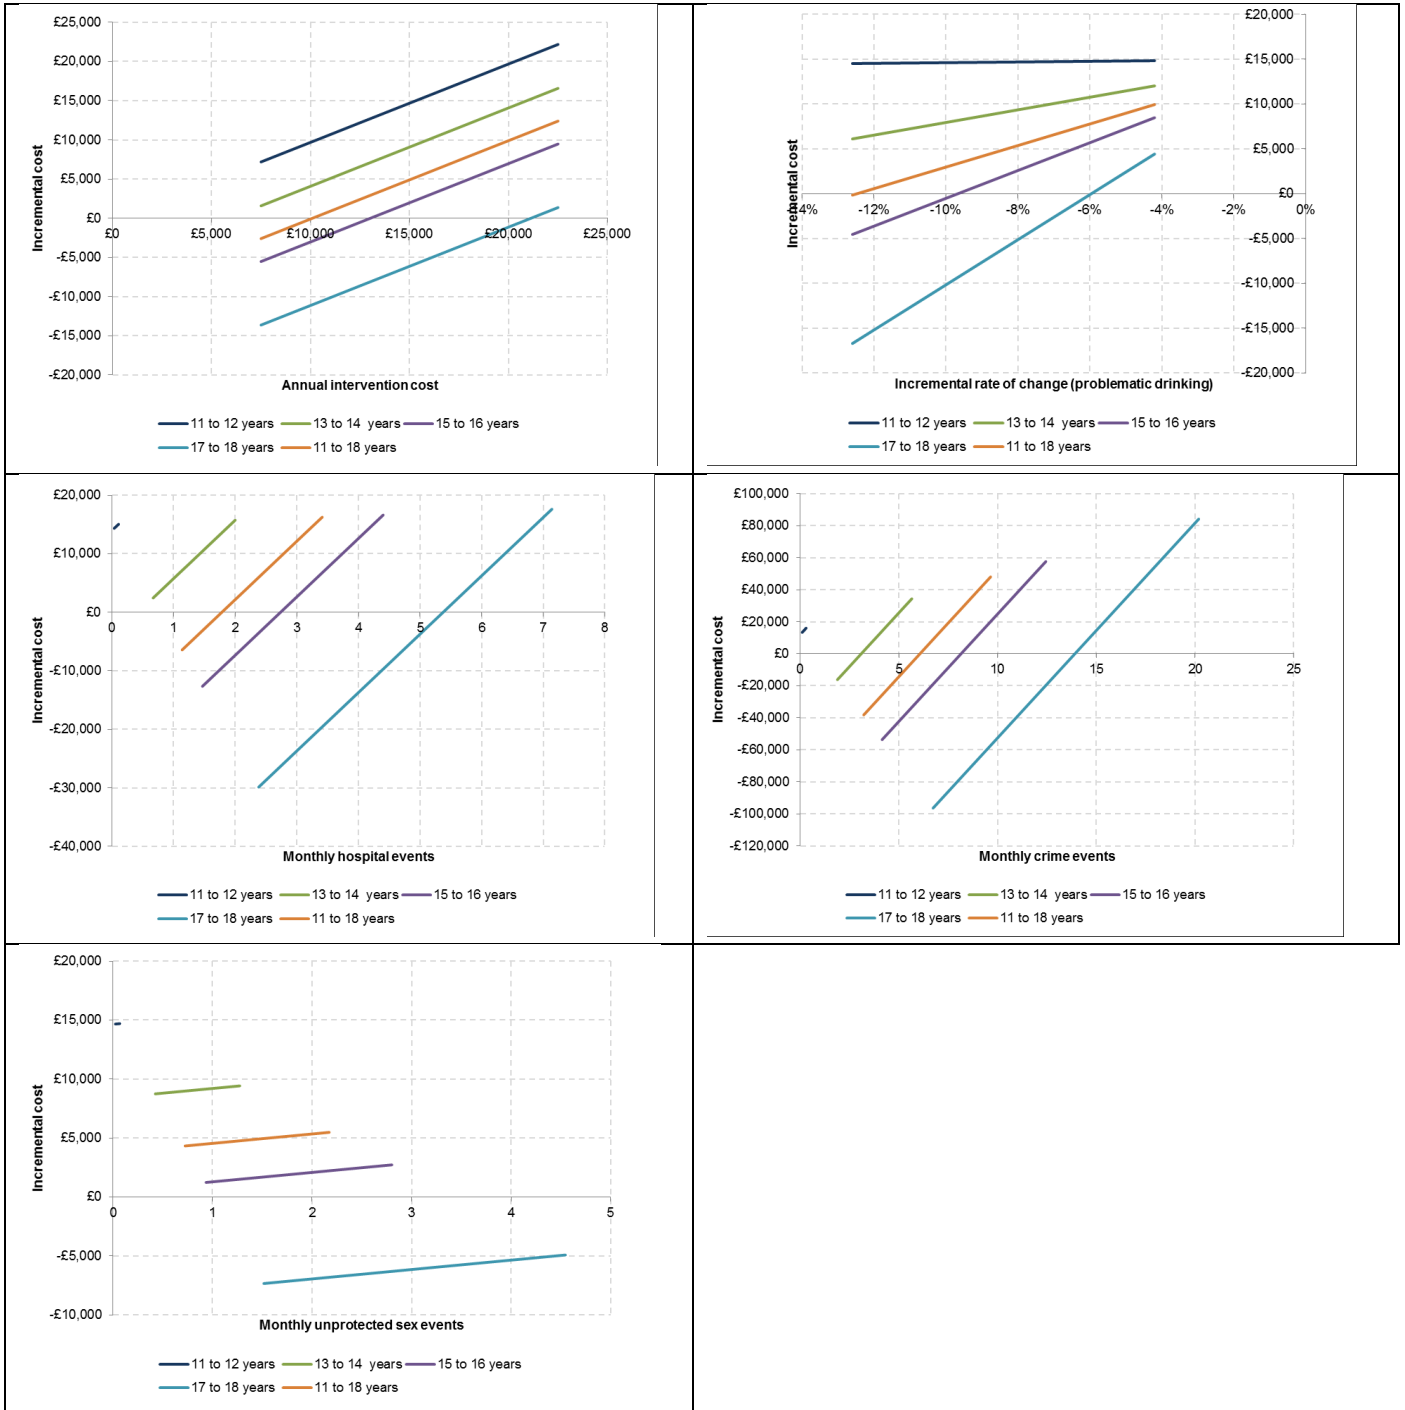 £25,000
£20,000
£15,000
£10,000
£5,000
£0
-£5,000
-£10,000
-£15,000
-£20,000
£0 £5,000 £10,000 £15,000 £20,000 £25,000
Incremental cost
Annual intervention cost
11 to 12 years 13 to 14 years 15 to 16 years
17 to 18 years 11 to 18 years
£20,000
£15,000
£10,000
£5,000
£0
-£5,000
-£10,000
-£15,000
-£20,000
-14% -12% -10% -8% -6% -4% -2% 0%
Incremental cost
Incremental rate of change (problematic drinking)
11 to 12 years 13 to 14 years 15 to 16 years
17 to 18 years 11 to 18 years
£20,000
£10,000
£0
-£10,000
-£20,000
-£30,000
-£40,000
0 1 2 3 4 5 6 7 8
Incremental cost
Monthly hospital events
11 to 12 years 13 to 14 years 15 to 16 years
17 to 18 years 11 to 18 years
£100,000
£80,000
£60,000
£40,000
£20,000
£0
-£20,000
-£40,000
-£60,000
-£80,000
-£100,000
-£120,000
0 5 10 15 20 25
Incremental cost
Monthly crime events
11 to 12 years 13 to 14 years 15 to 16 years
17 to 18 years 11 to 18 years
£20,000
£15,000
£10,000
£5,000
£0
-£5,000
-£10,000
0 1 2 3 4 5
Incremental cost
Monthly unprotected sex events
11 to 12 years 13 to 14 years 15 to 16 years
17 to 18 years 11 to 18 years